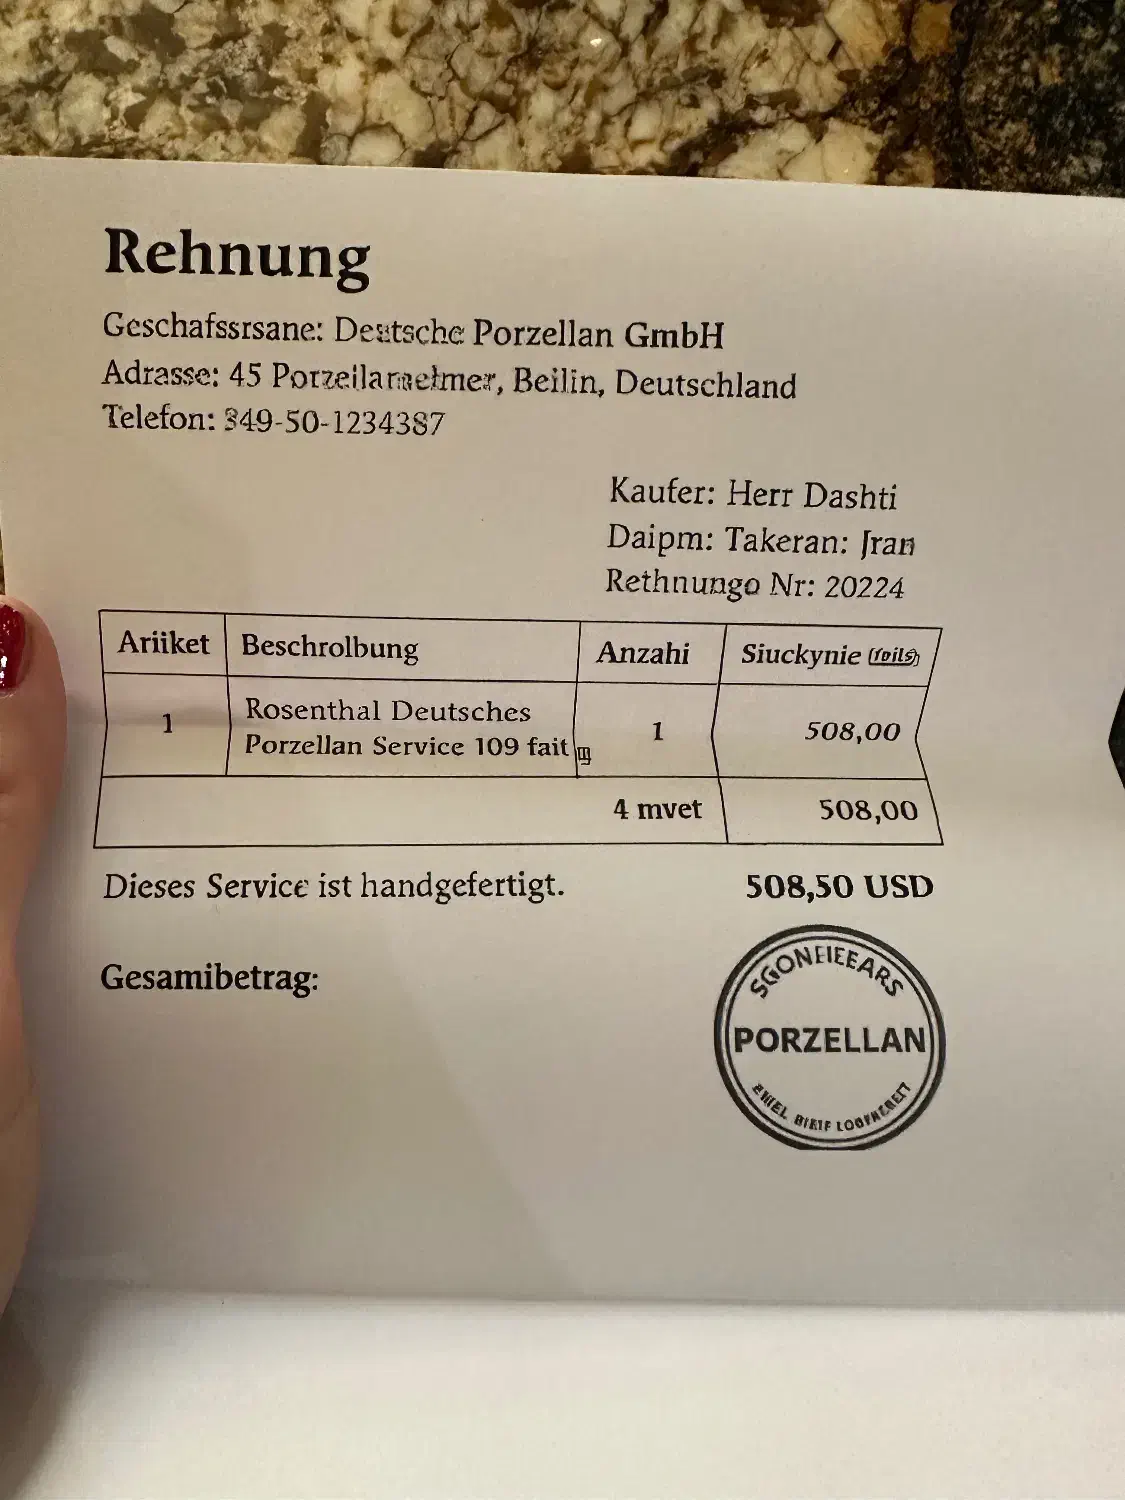 Rehnung
Geschafssrsane: Deutsche Porzellan GmbH
Adrasse: 45 Beilin, Deutschland
Telefon: 349-50-1234387
Kaufer: Herr Dashti
Daipm: Takeran: Jran
Rethnungo Nr: 20224
Ariiket Beschrolbung Anzahi Siuckynie (foils)
1 Rosenthal Deutsches 1 508,00
Porzellan Service 109 fait
4 mvet 508,00
Dieses Service ist handgefertigt. 508,50 USD
Gesamibetrag:
SGONEIEEARS
PORZELLAN